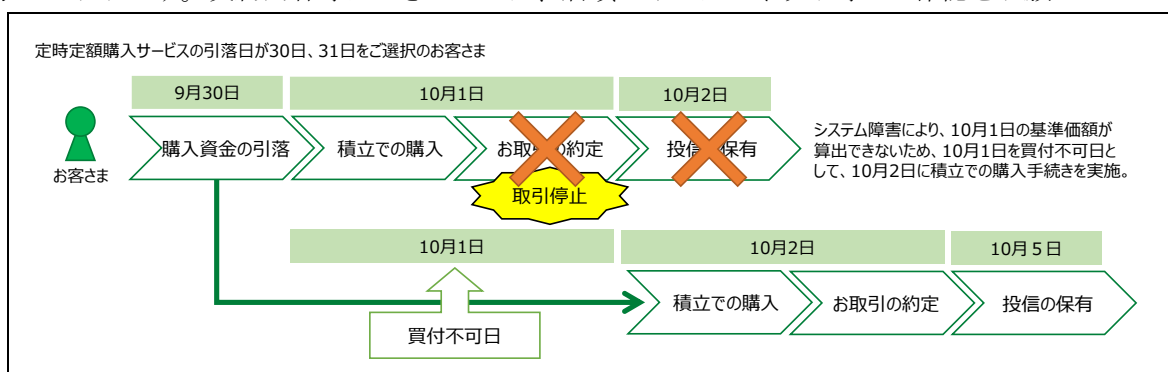 定時定額購入サービスの引落日が30日、31日をご選択のお客さま
9月30日
10月1日
10月2日
購入資金の引落
積立での購入
お取引の約定
投信の保有
お客さま
取引停止
システム障害により、10月1日の基準価額が
算出できないため、10月1日を買付不可日と
して、10月2日に積立での購入手続きを実施。
10月1日
10月2日
10月5日
積立での購入
お取引の約定
投信の保有
買付不可日